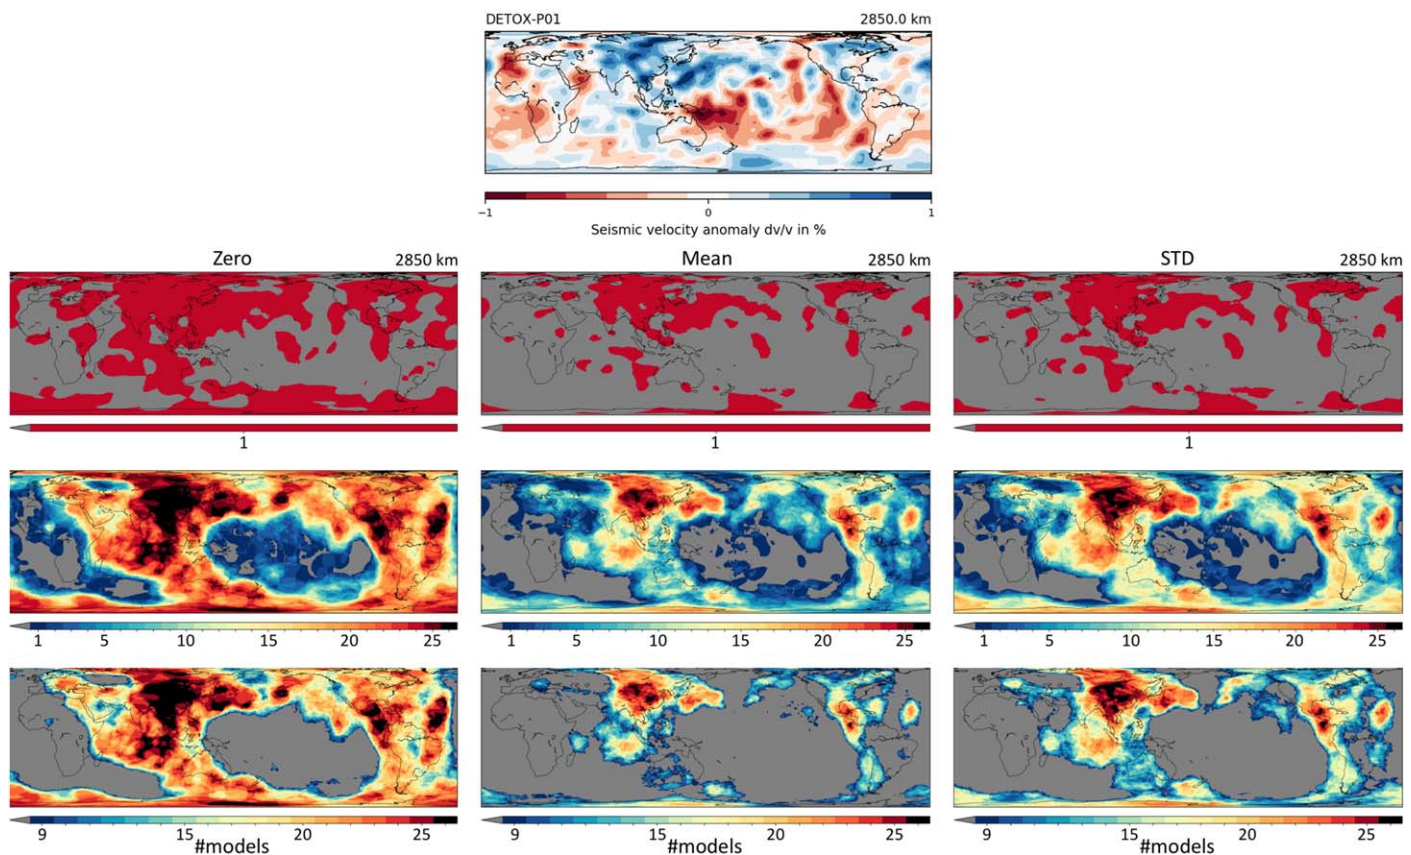 DETOX-P01 2850.0 km
−1 0 1
Seismic velocity anomaly dv/v in %
Zero 2850 km Mean 2850 km STD 2850 km
1 1 1
1 5 10 15 20 25 1 5 10 15 20 25 1 5 10 15 20 25
9 15 20 25 9 15 20 25 9 15 20 25
#models #models #models